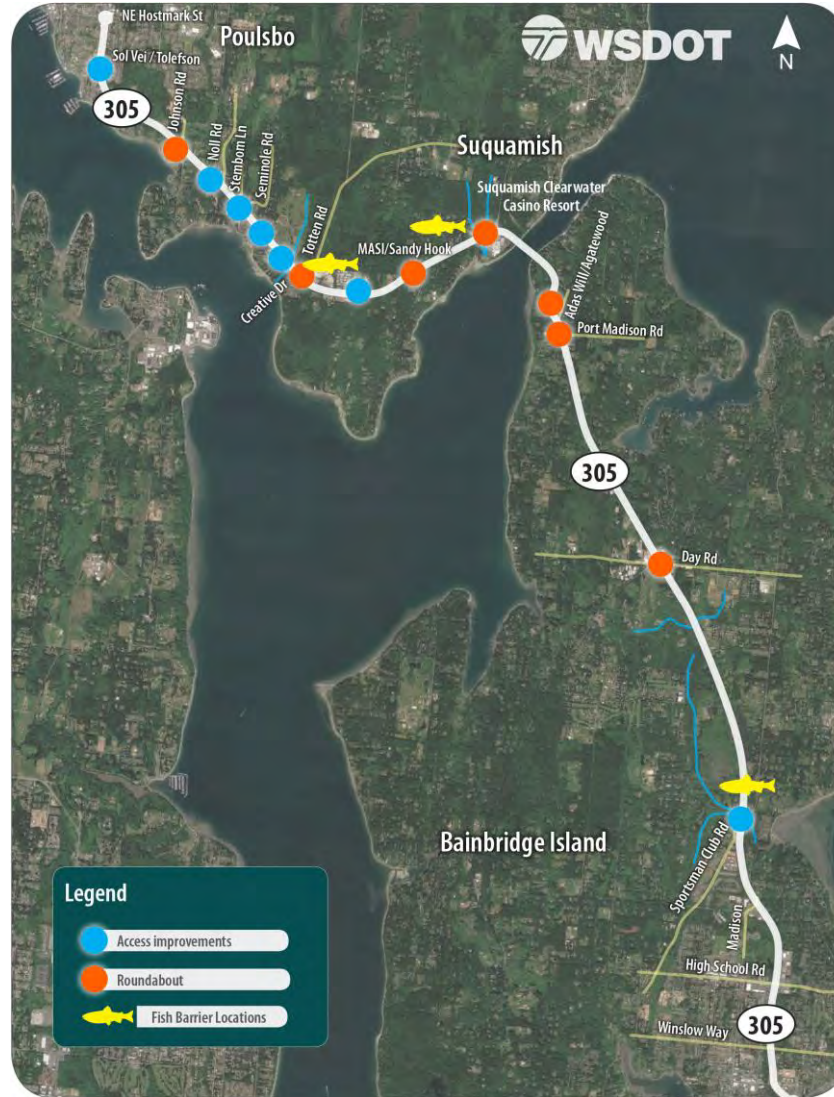 NE Hostmark St
Poulsbo
WSDOT
N
Sol Vei / Tolefson
305
Johnson Rd
Noll Rd
Stembom Ln
Seminole Rd
Suquamish
Suquamish Clearwater
Casino Resort
Totten Rd
MASI/Sandy Hook
Creative Dr
Adas Will/Agatewood
Port Madison Rd
305
Day Rd
Bainbridge Island
Sportsman Club Rd
Madison
High School Rd
Winslow Way
305
Legend
Access improvements
Roundabout
Fish Barrier Locations